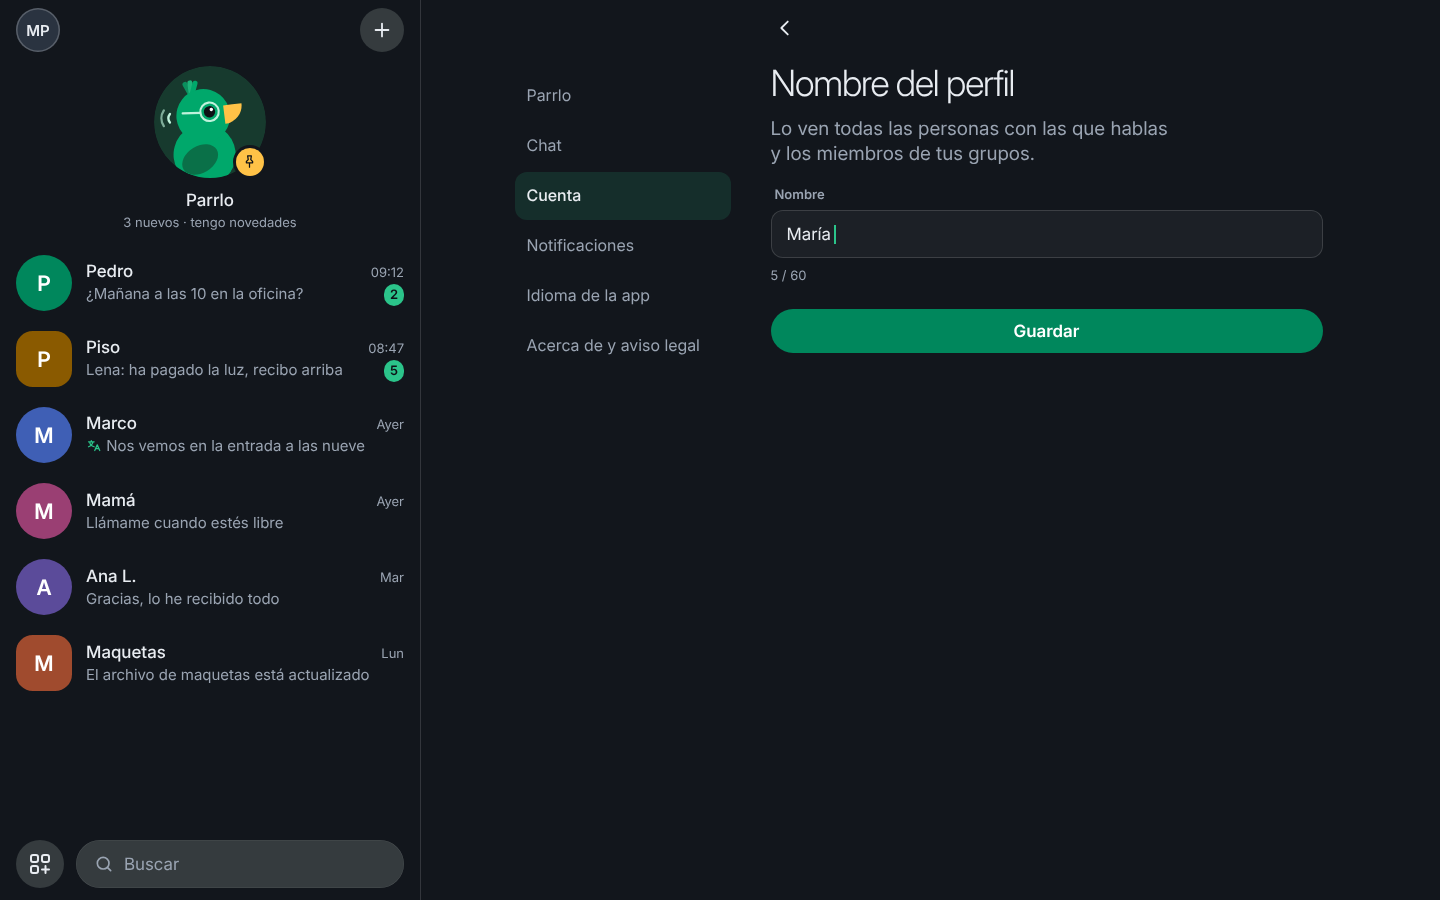 MP
Parrlo
3 nuevos · tengo novedades
P
Pedro
09:12
¿Mañana a las 10 en la oficina?
2
P
Piso
08:47
Lena: ha pagado la luz, recibo arriba
5
M
Marco
Ayer
Nos vemos en la entrada a las nueve
M
Mamá
Ayer
Llámame cuando estés libre
A
Ana L.
Mar
Gracias, lo he recibido todo
M
Maquetas
Lun
El archivo de maquetas está actualizado
Buscar
Parrlo
Chat
Cuenta
Notificaciones
Idioma de la app
Acerca de y aviso legal
Nombre del perfil
Lo ven todas las personas con las que hablas
y los miembros de tus grupos.
Nombre
María
5 / 60
Guardar